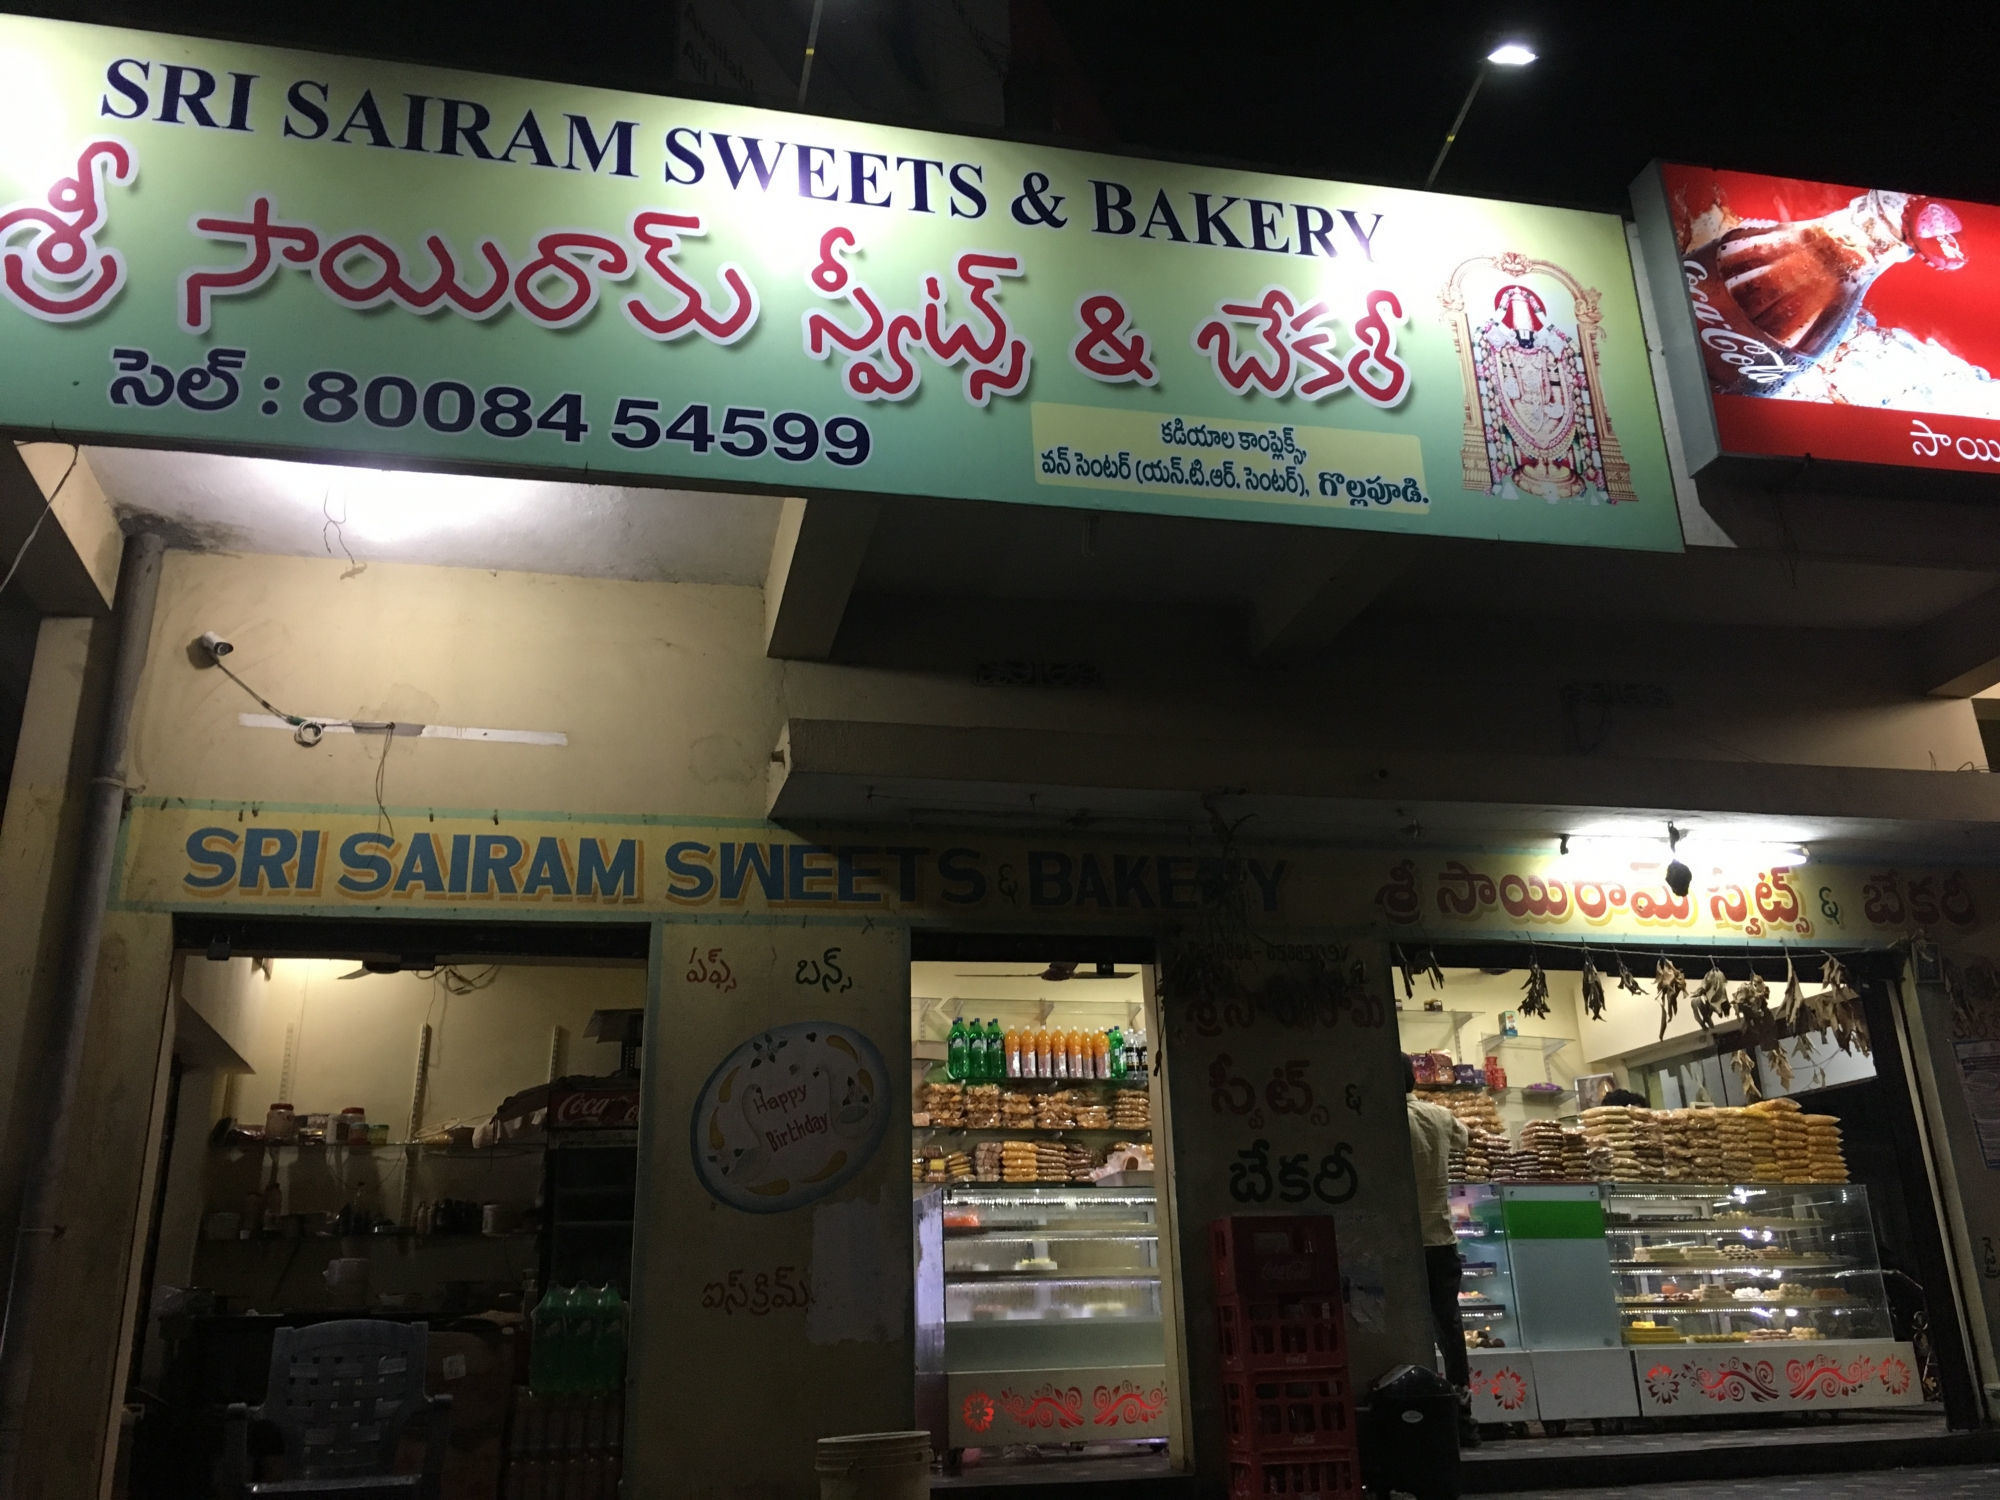 SRI SAIRAM SWEETS & BAKERY
శ్రీ సాయిరామ్ స్వీట్స్ & బేకరీ
సెల్ : 80084 54599
కడియాల కాంప్లెక్స్,
వన్ సెంటర్ (యన్.టి.ఆర్. సెంటర్), గొల్లపూడి.
Coca-Cola
సాయి
SRI SAIRAM SWEETS & BAKERY
శ్రీ సాయిరామ్ స్వీట్స్ & బేకరీ
పఫ్స్ బన్స్
Happy
Birthday
ఐస్‌క్రిమ్
శ్రీ సాయిరామ్
స్వీట్స్ &
బేకరీ
Coca